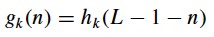 gₖ(n) = hₖ(L − 1 − n)